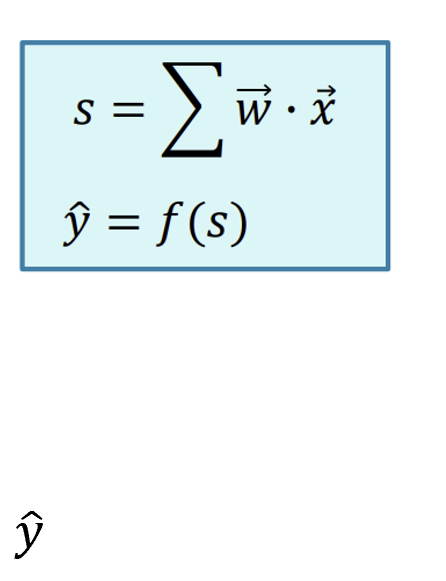 s = ∑ w⃗ · x⃗
ŷ = f(s)
ŷ